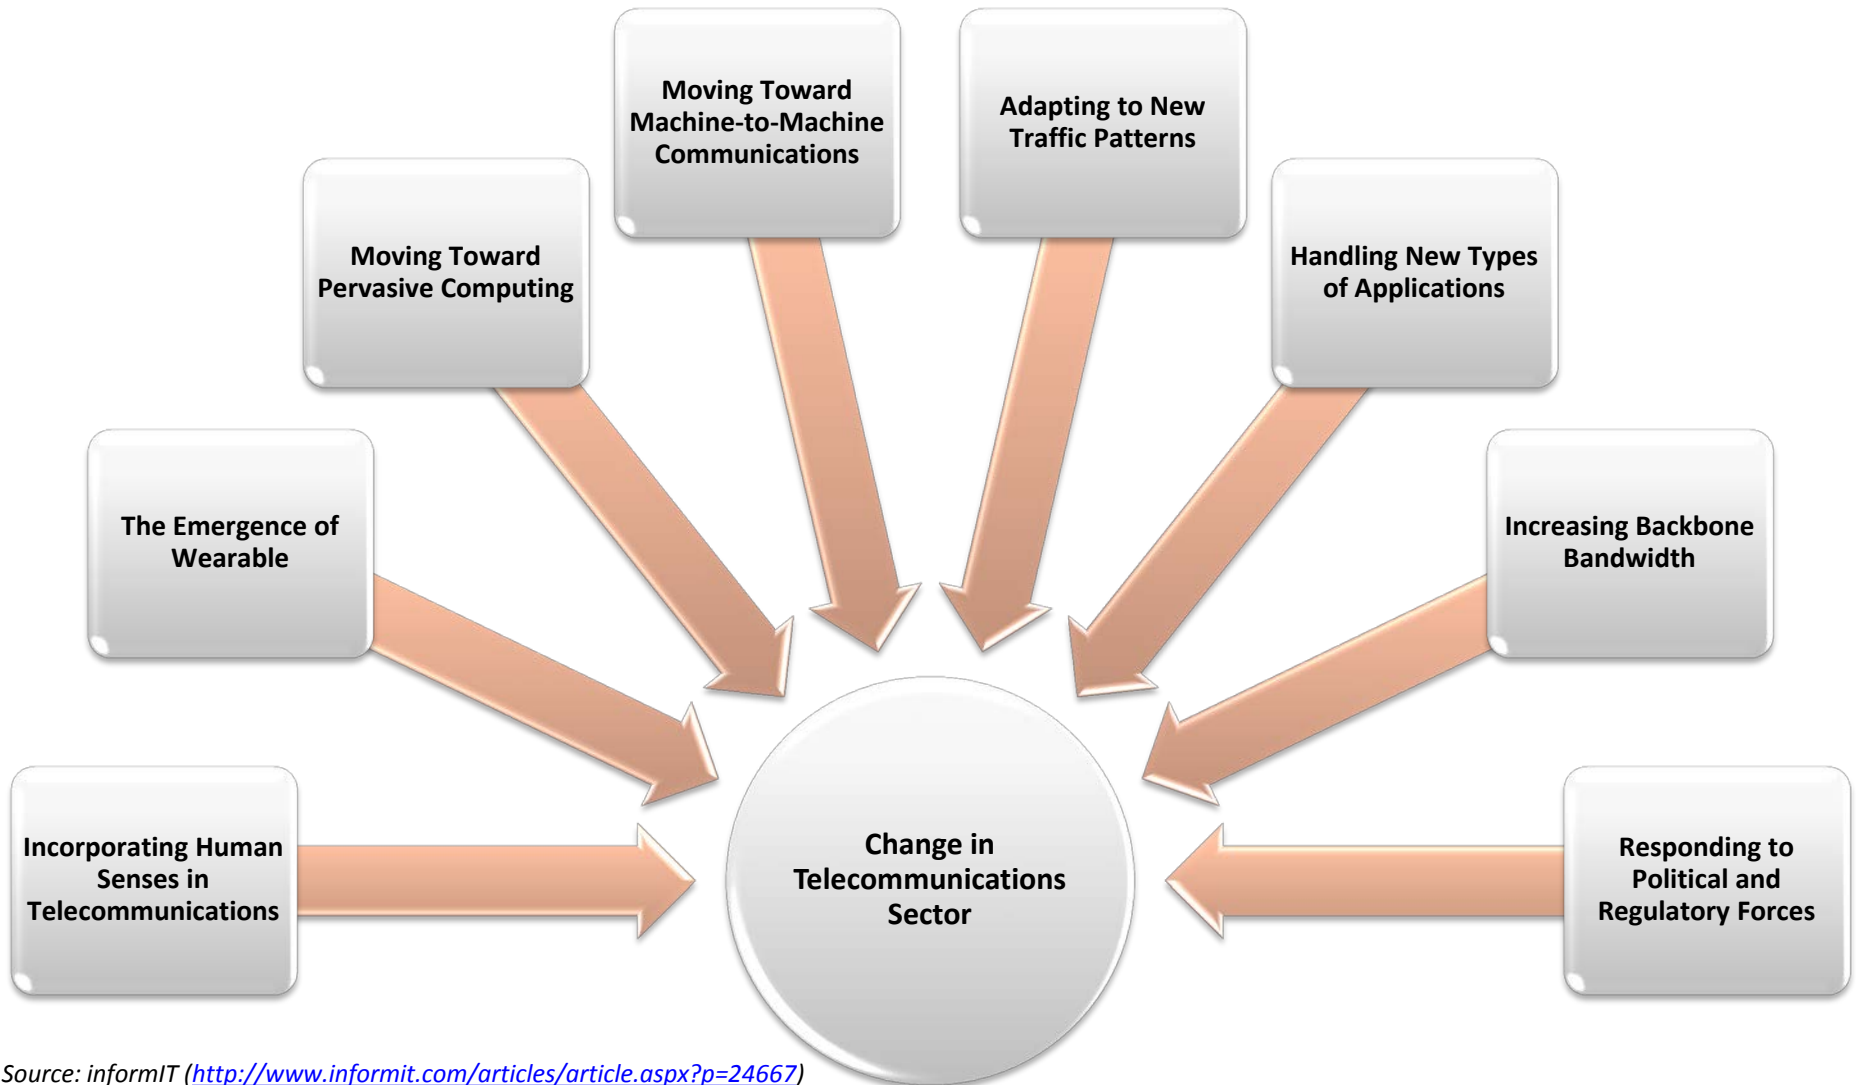 Moving Toward
Machine-to-Machine
Communications
Adapting to New
Traffic Patterns
Moving Toward
Pervasive Computing
Handling New Types
of Applications
The Emergence of
Wearable
Increasing Backbone
Bandwidth
Incorporating Human
Senses in
Telecommunications
Change in
Telecommunications
Sector
Responding to
Political and
Regulatory Forces
Source: informIT (http://www.informit.com/articles/article.aspx?p=24667)